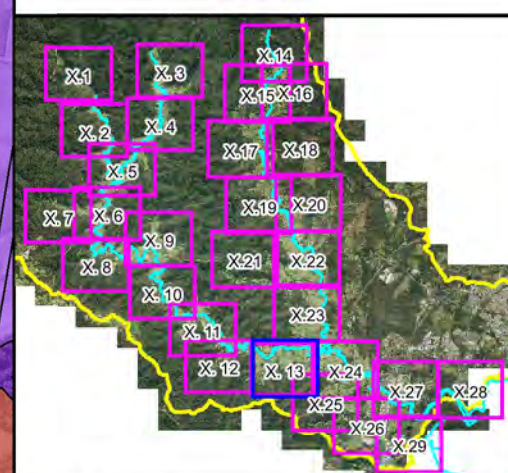 X.14
X.1
X. 3
X.15
X.16
X. 2
X. 4
X.17
X.18
X. 5
X. 7
X. 6
X.19
X.20
X. 9
X. 8
X.21
X.22
X. 10
X. 11
X.23
X. 12
X. 13
X.24
X.27
X.28
X.25
X.26
X.29